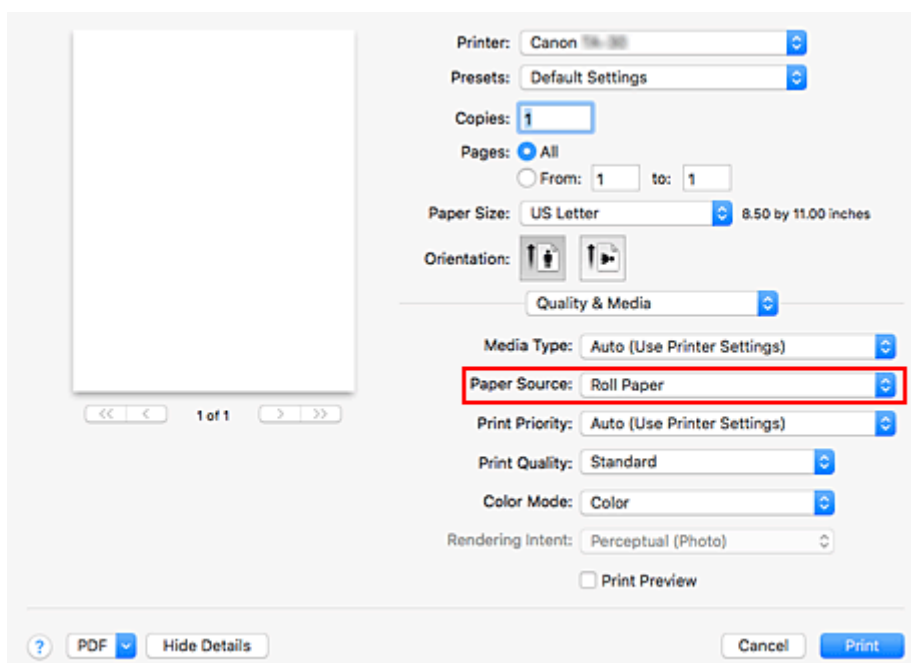 Printer: Canon
Presets: Default Settings
Copies: 1
Pages: All
From: 1 to: 1
Paper Size: US Letter 8.50 by 11.00 inches
Orientation:
Quality & Media
Media Type: Auto (Use Printer Settings)
Paper Source: Roll Paper
Print Priority: Auto (Use Printer Settings)
Print Quality: Standard
Color Mode: Color
Rendering Intent: Perceptual (Photo)
Print Preview
<< < 1 of 1 > >>
? PDF Hide Details Cancel Print